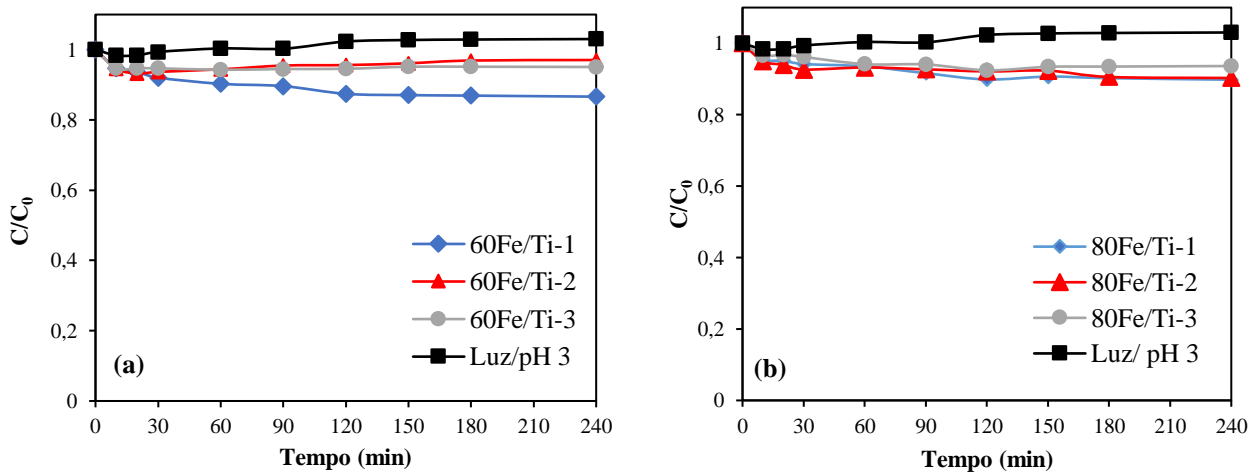 C/C0
1
0,8
0,6
0,4
0,2
0
0 30 60 90 120 150 180 210 240
Tempo (min)
60Fe/Ti-1
60Fe/Ti-2
60Fe/Ti-3
Luz/pH 3
(a)
C/C0
1
0,8
0,6
0,4
0,2
0
0 30 60 90 120 150 180 210 240
Tempo (min)
80Fe/Ti-1
80Fe/Ti-2
80Fe/Ti-3
Luz/ pH 3
(b)